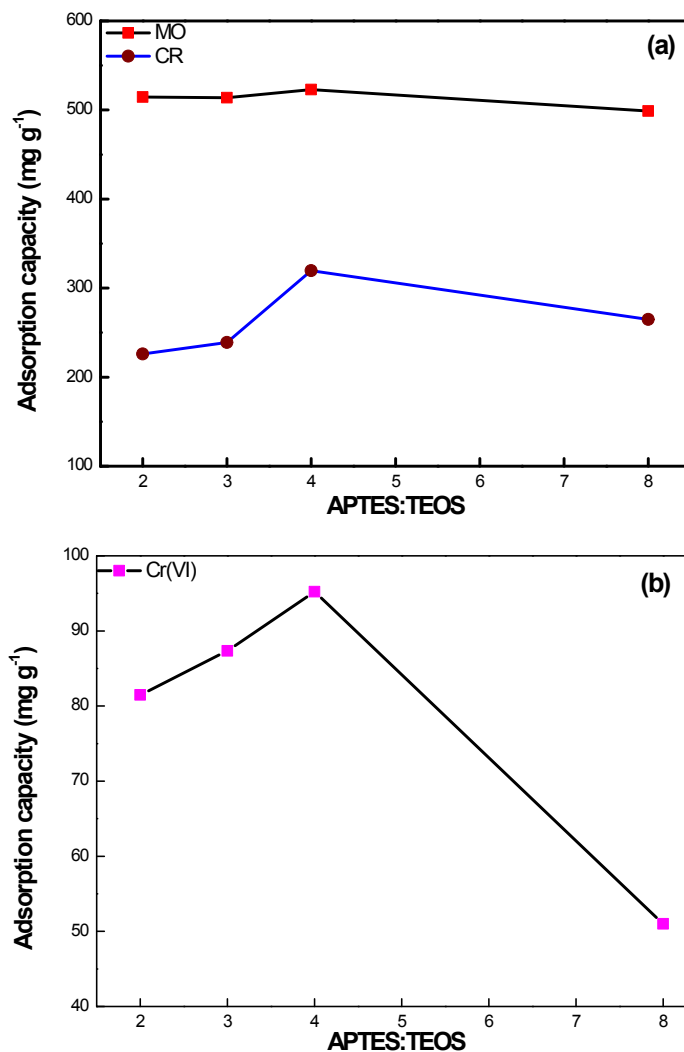 600
500
400
300
200
100
Adsorption capacity (mg g⁻¹)
MO
CR
(a)
2 3 4 5 6 7 8
APTES:TEOS
100
90
80
70
60
50
40
Adsorption capacity (mg g⁻¹)
Cr(VI)
(b)
2 3 4 5 6 7 8
APTES:TEOS